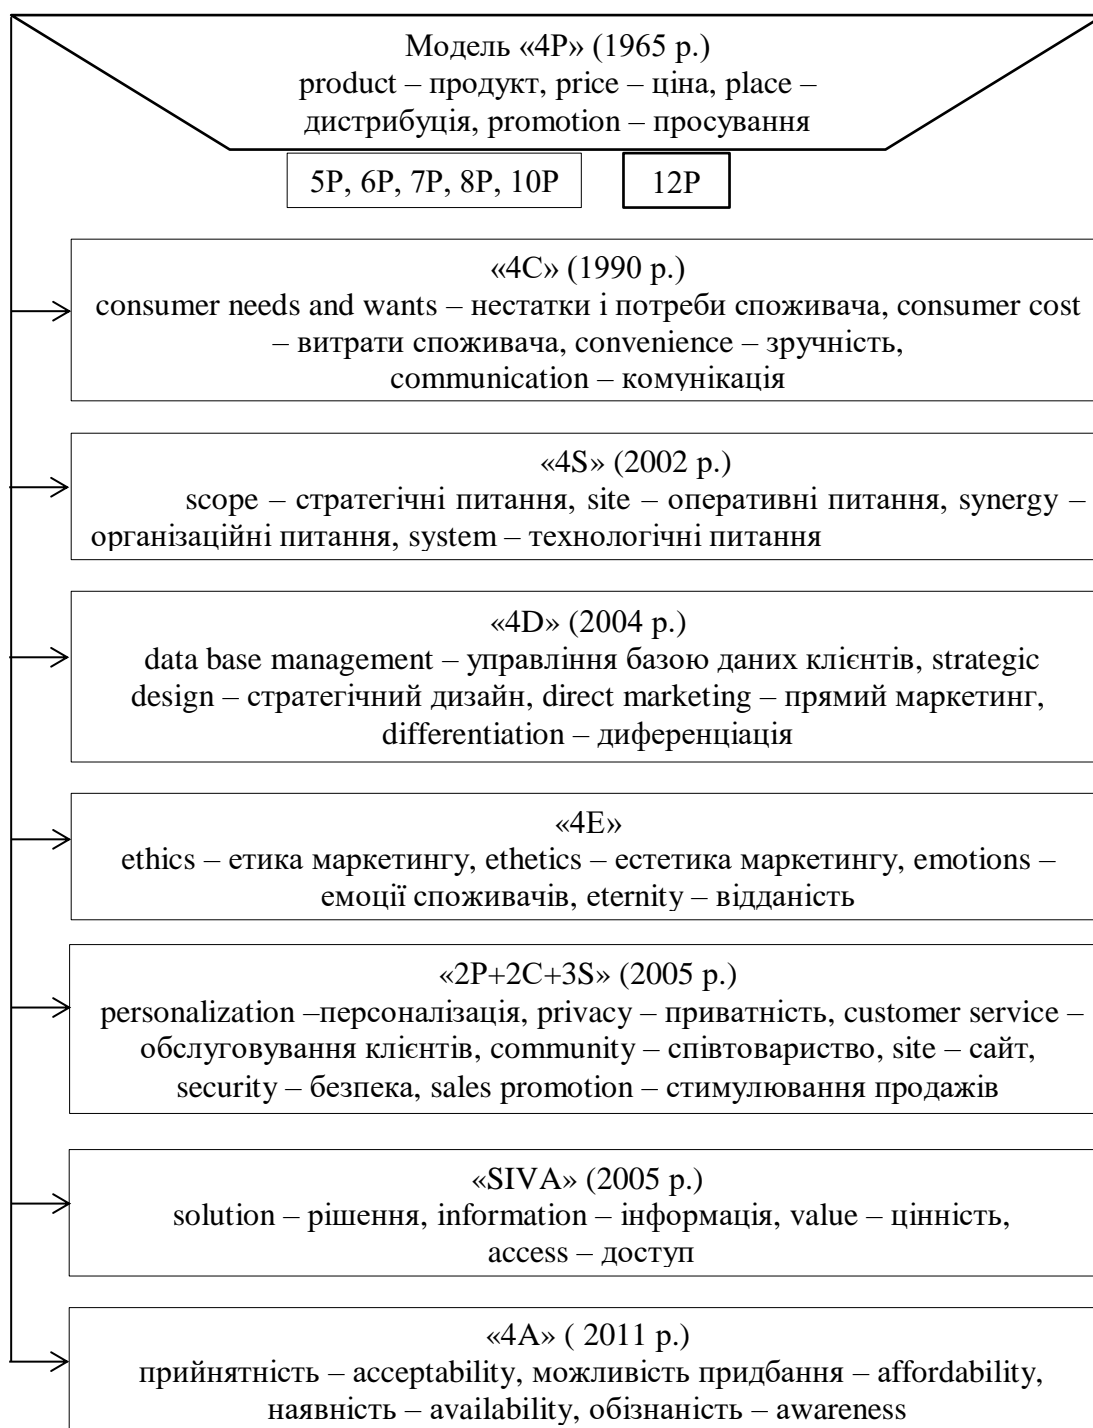 Модель «4P» (1965 р.)
product – продукт, price – ціна, place –
дистрибуція, promotion – просування
5P, 6P, 7P, 8P, 10P
12P
«4C» (1990 р.)
consumer needs and wants – нестатки і потреби споживача, consumer cost
– витрати споживача, convenience – зручність,
communication – комунікація
«4S» (2002 р.)
scope – стратегічні питання, site – оперативні питання, synergy –
організаційні питання, system – технологічні питання
«4D» (2004 р.)
data base management – управління базою даних клієнтів, strategic
design – стратегічний дизайн, direct marketing – прямий маркетинг,
differentiation – диференціація
«4E»
ethics – етика маркетингу, ethetics – естетика маркетингу, emotions –
емоції споживачів, eternity – відданість
«2P+2C+3S» (2005 р.)
personalization –персоналізація, privacy – приватність, customer service –
обслуговування клієнтів, community – співтовариство, site – сайт,
security – безпека, sales promotion – стимулювання продажів
«SIVA» (2005 р.)
solution – рішення, information – інформація, value – цінність,
access – доступ
«4A» ( 2011 р.)
прийнятність – acceptability, можливість придбання – affordability,
наявність – availability, обізнаність – awareness